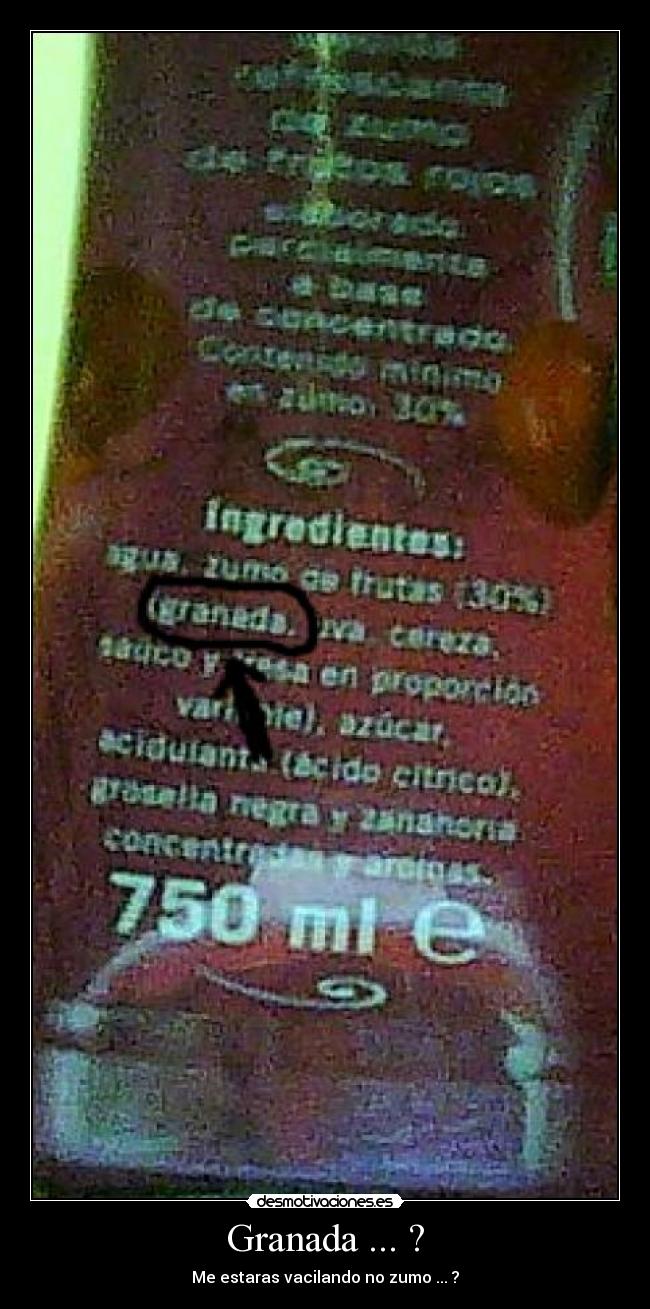 de zumo
de frutos rojos
elaborado
parcialmente
a base
de concentrado.
Contenido mínimo
en zumo: 30%
Ingredientes:
agua, zumo de frutas (30%)
(granada, uva, cereza,
sauco y fresa en proporción
variable), azúcar,
acidulante (ácido cítrico),
grosella negra y zanahoria
concentradas y aromas.
750 ml e
desmotivaciones.es
Granada ... ?
Me estaras vacilando no zumo ... ?